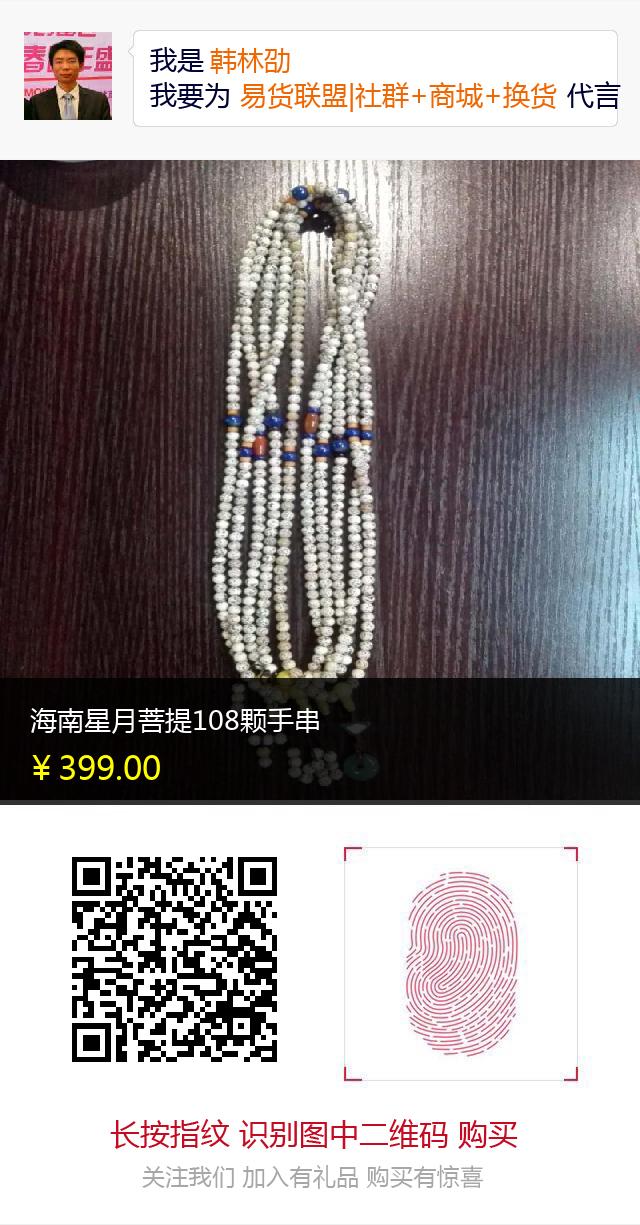 我是 韩林劭
我要为 易货联盟|社群+商城+换货 代言
海南星月菩提108颗手串
￥399.00
长按指纹 识别图中二维码 购买
关注我们 加入有礼品 购买有惊喜